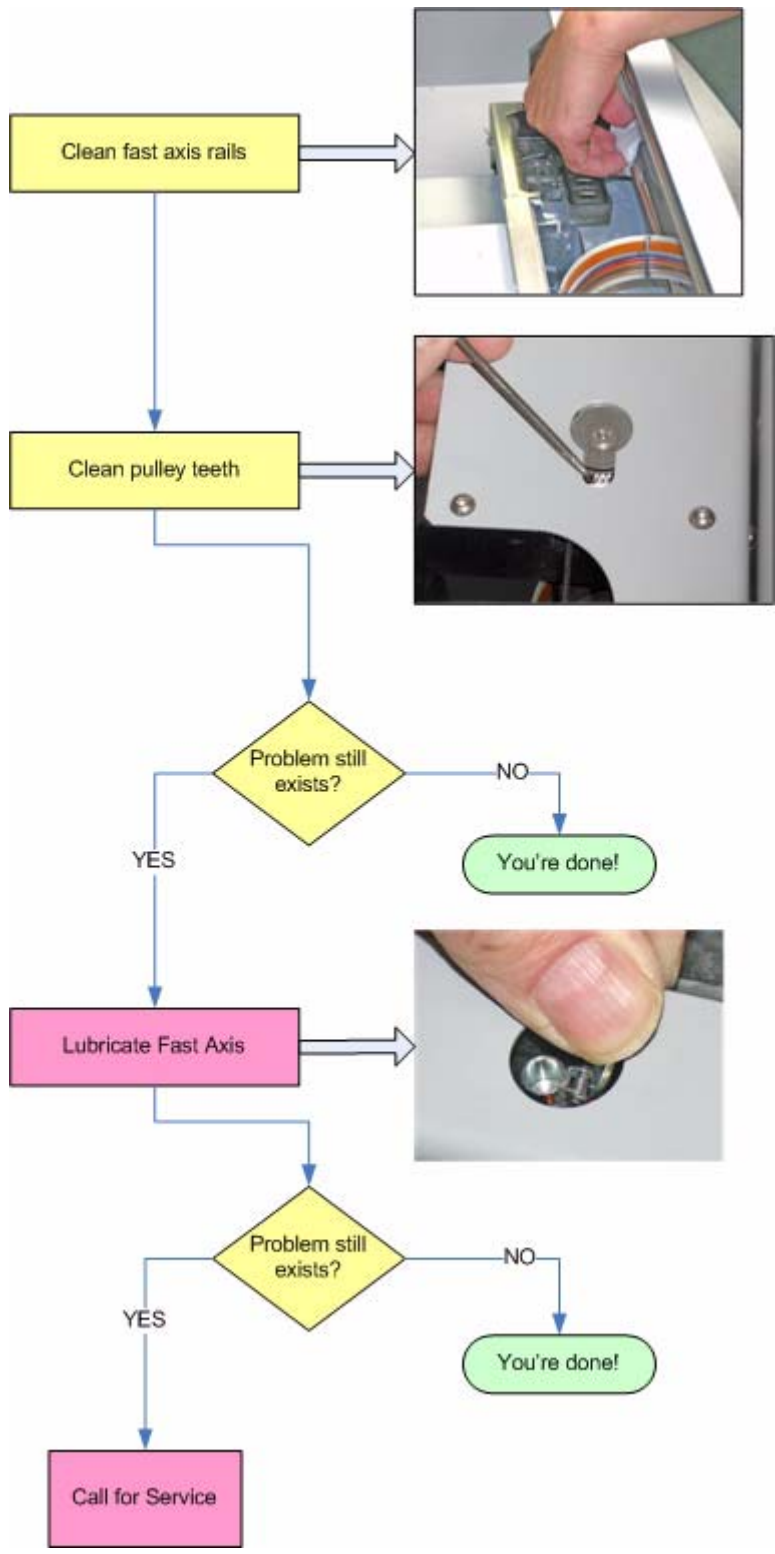 Clean fast axis rails
Clean pulley teeth
Problem still
exists?
NO
You're done!
YES
Lubricate Fast Axis
Problem still
exists?
NO
You're done!
YES
Call for Service